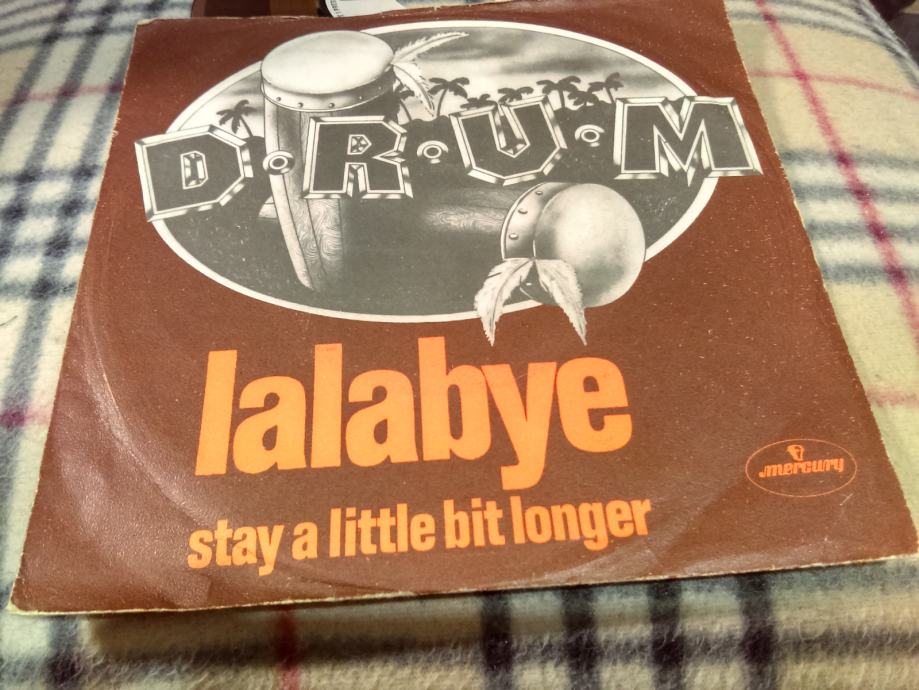 D·R·U·M
lalabye
stay a little bit longer
mercury